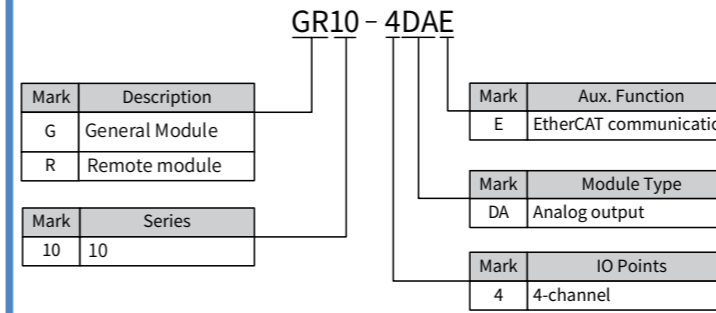 GR10 - 4DAE
Mark Description
G General Module
R Remote module
Mark Series
10 10
Mark Aux. Function
E EtherCAT
Mark Module Type
DA Analog output
Mark IO Points
4 4-channel